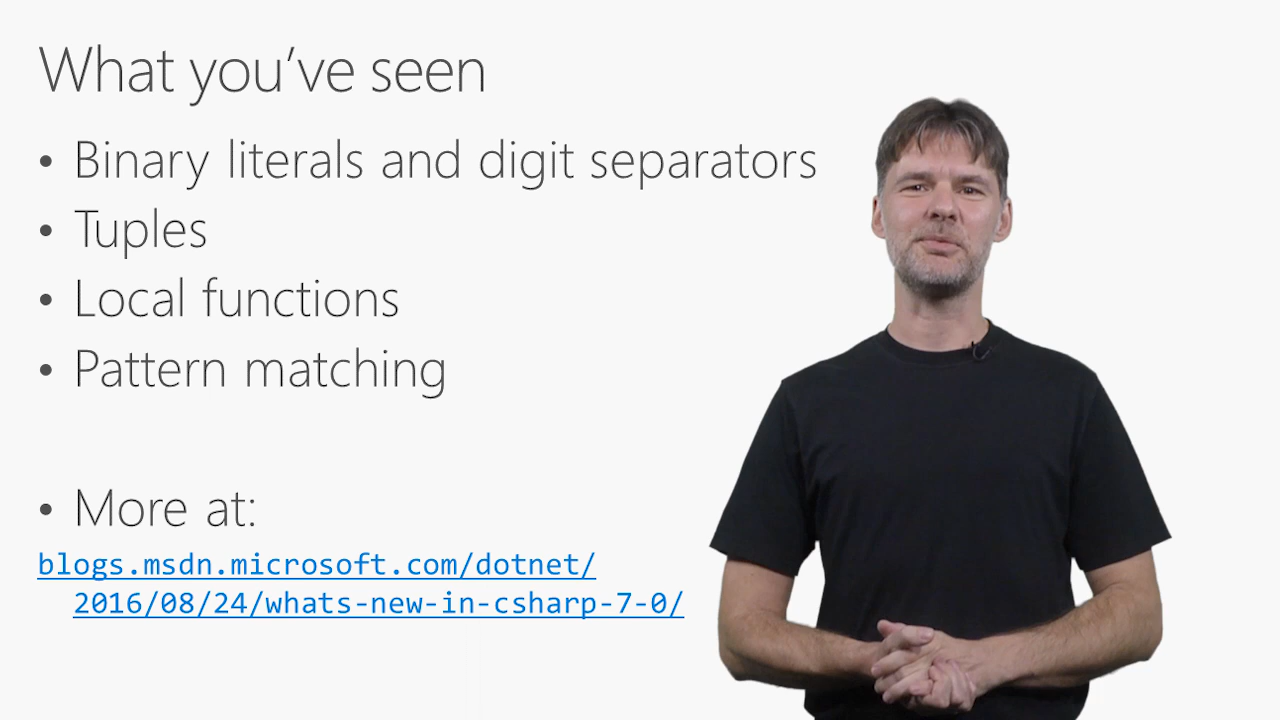 What you’ve seen
• Binary literals and digit separators
• Tuples
• Local functions
• Pattern matching
• More at:
blogs.msdn.microsoft.com/dotnet/
2016/08/24/whats-new-in-csharp-7-0/